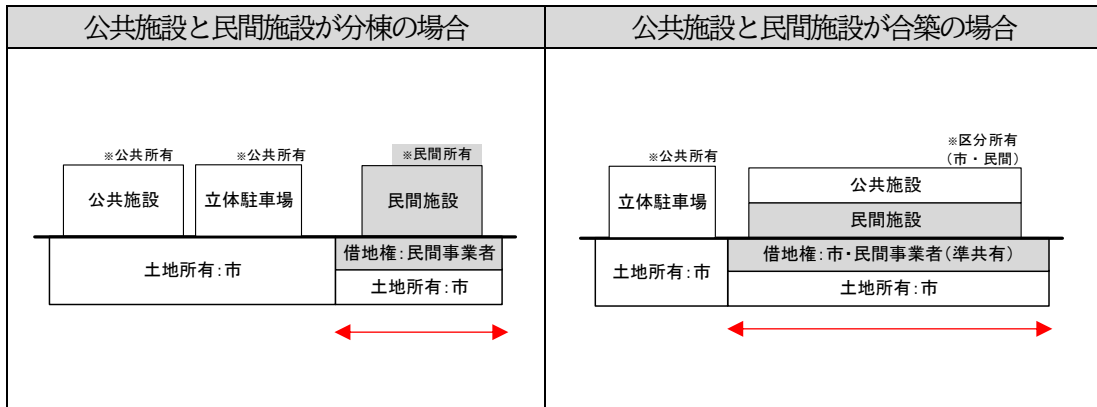 公共施設と民間施設が分棟の場合
※公共所有
※公共所有
※民間所有
公共施設
立体駐車場
民間施設
借地権:民間事業者
土地所有:市
土地所有:市
公共施設と民間施設が合築の場合
※公共所有
※区分所有
(市・民間)
立体駐車場
公共施設
民間施設
借地権:市・民間事業者(準共有)
土地所有:市
土地所有:市